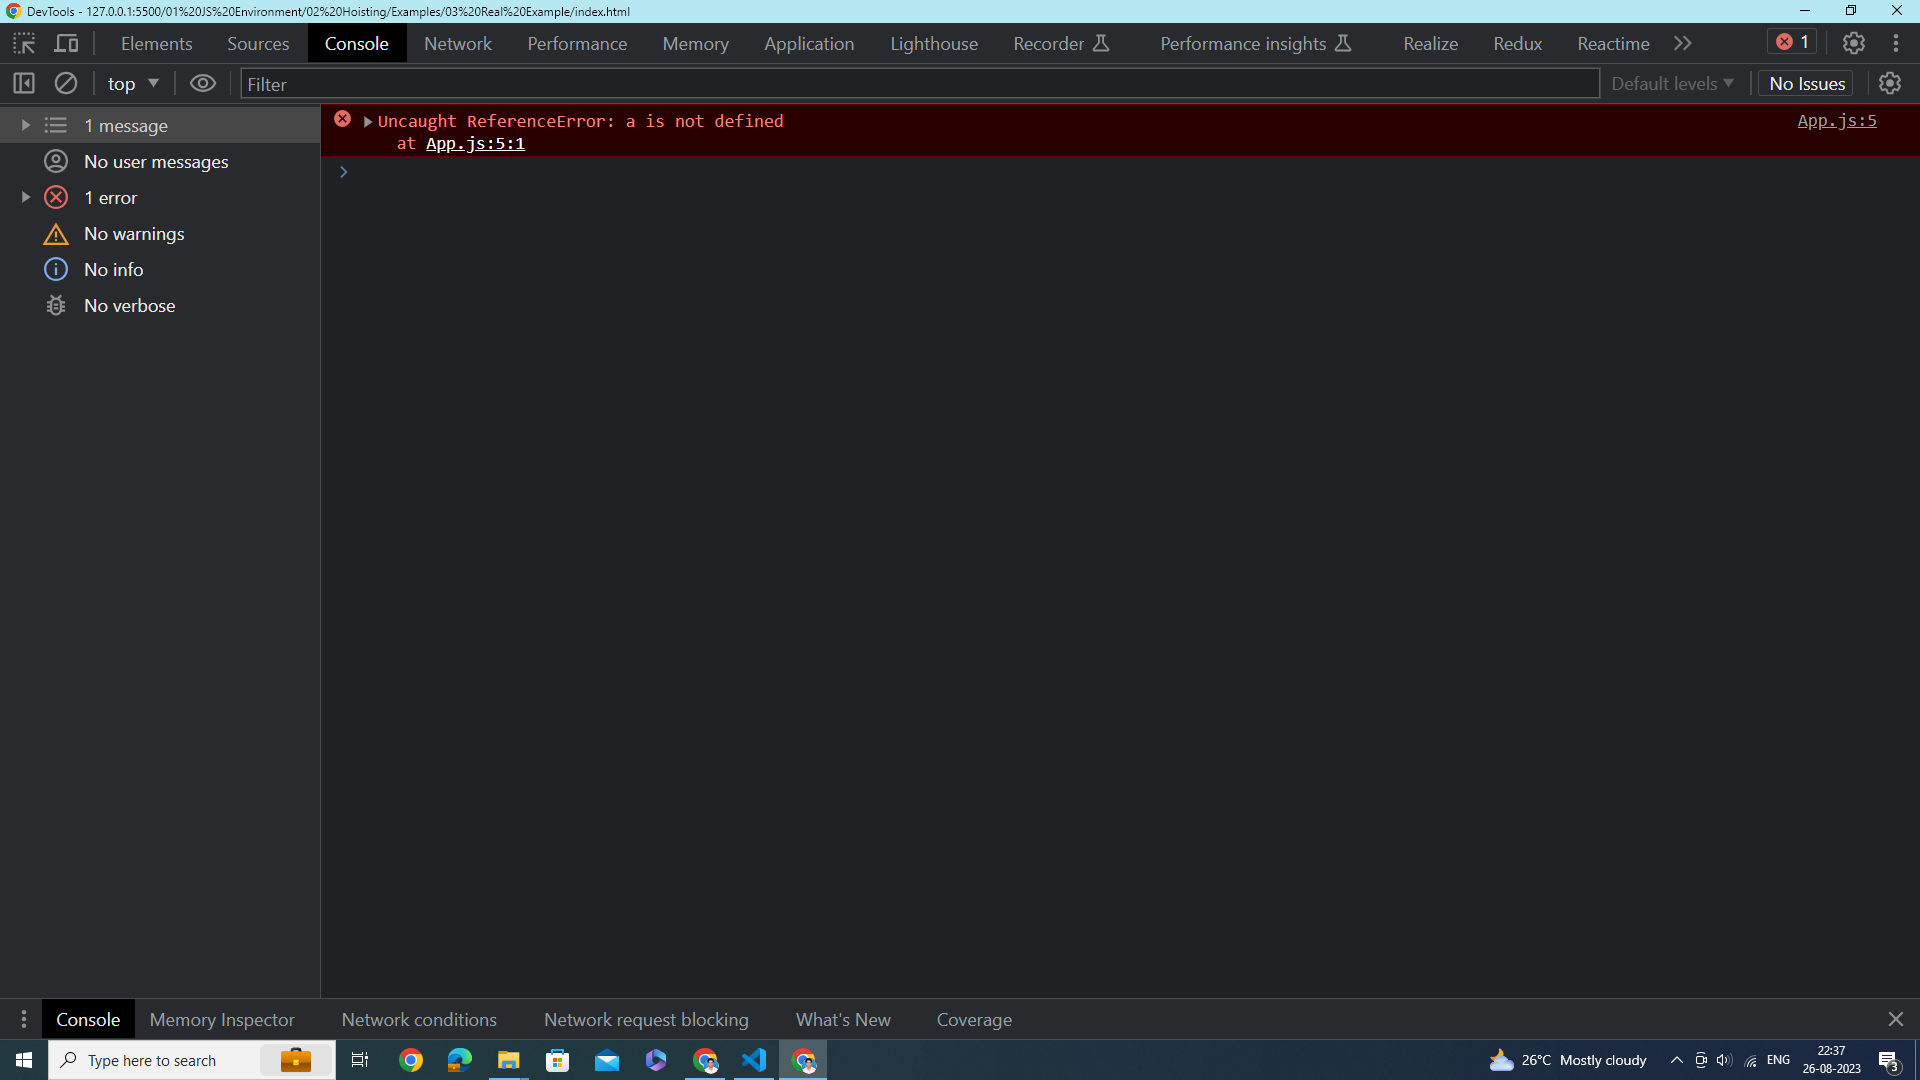 DevTools - 127.0.0.1:5500/01%20JS%20Environment/02%20Hoisting/Examples/03%20Real%20Example/index.html
Elements Sources Console Network Performance Memory Application Lighthouse Recorder Performance insights Realize Redux Reactime 1
top Filter Default levels No Issues
1 message
No user messages
1 error
No warnings
No info
No verbose
Uncaught ReferenceError: a is not defined App.js:5
at App.js:5:1
Console Memory Inspector Network conditions Network request blocking What's New Coverage
Type here to search 26°C Mostly cloudy ENG 22:37
26-08-2023 3